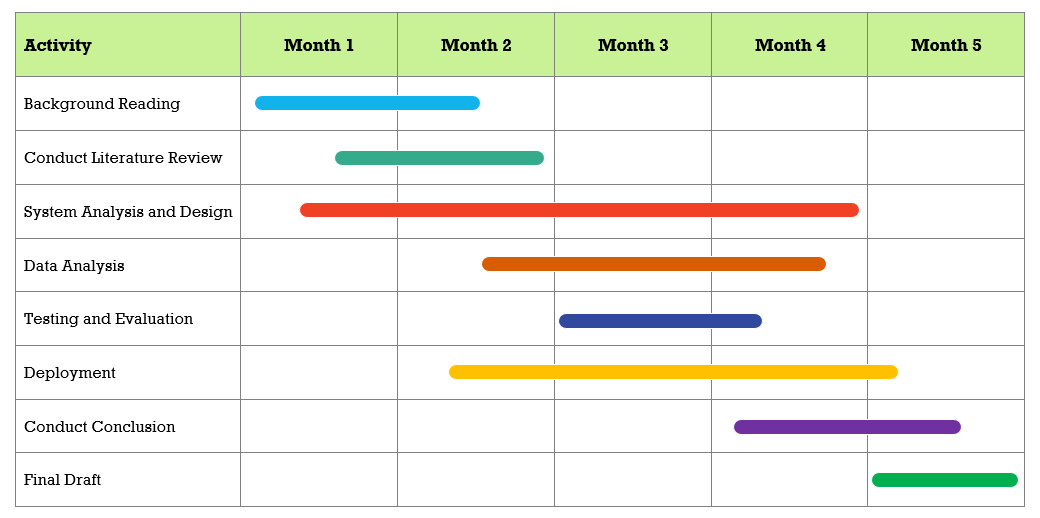 Activity Month 1 Month 2 Month 3 Month 4 Month 5
Background Reading
Conduct Literature Review
System Analysis and Design
Data Analysis
Testing and Evaluation
Deployment
Conduct Conclusion
Final Draft